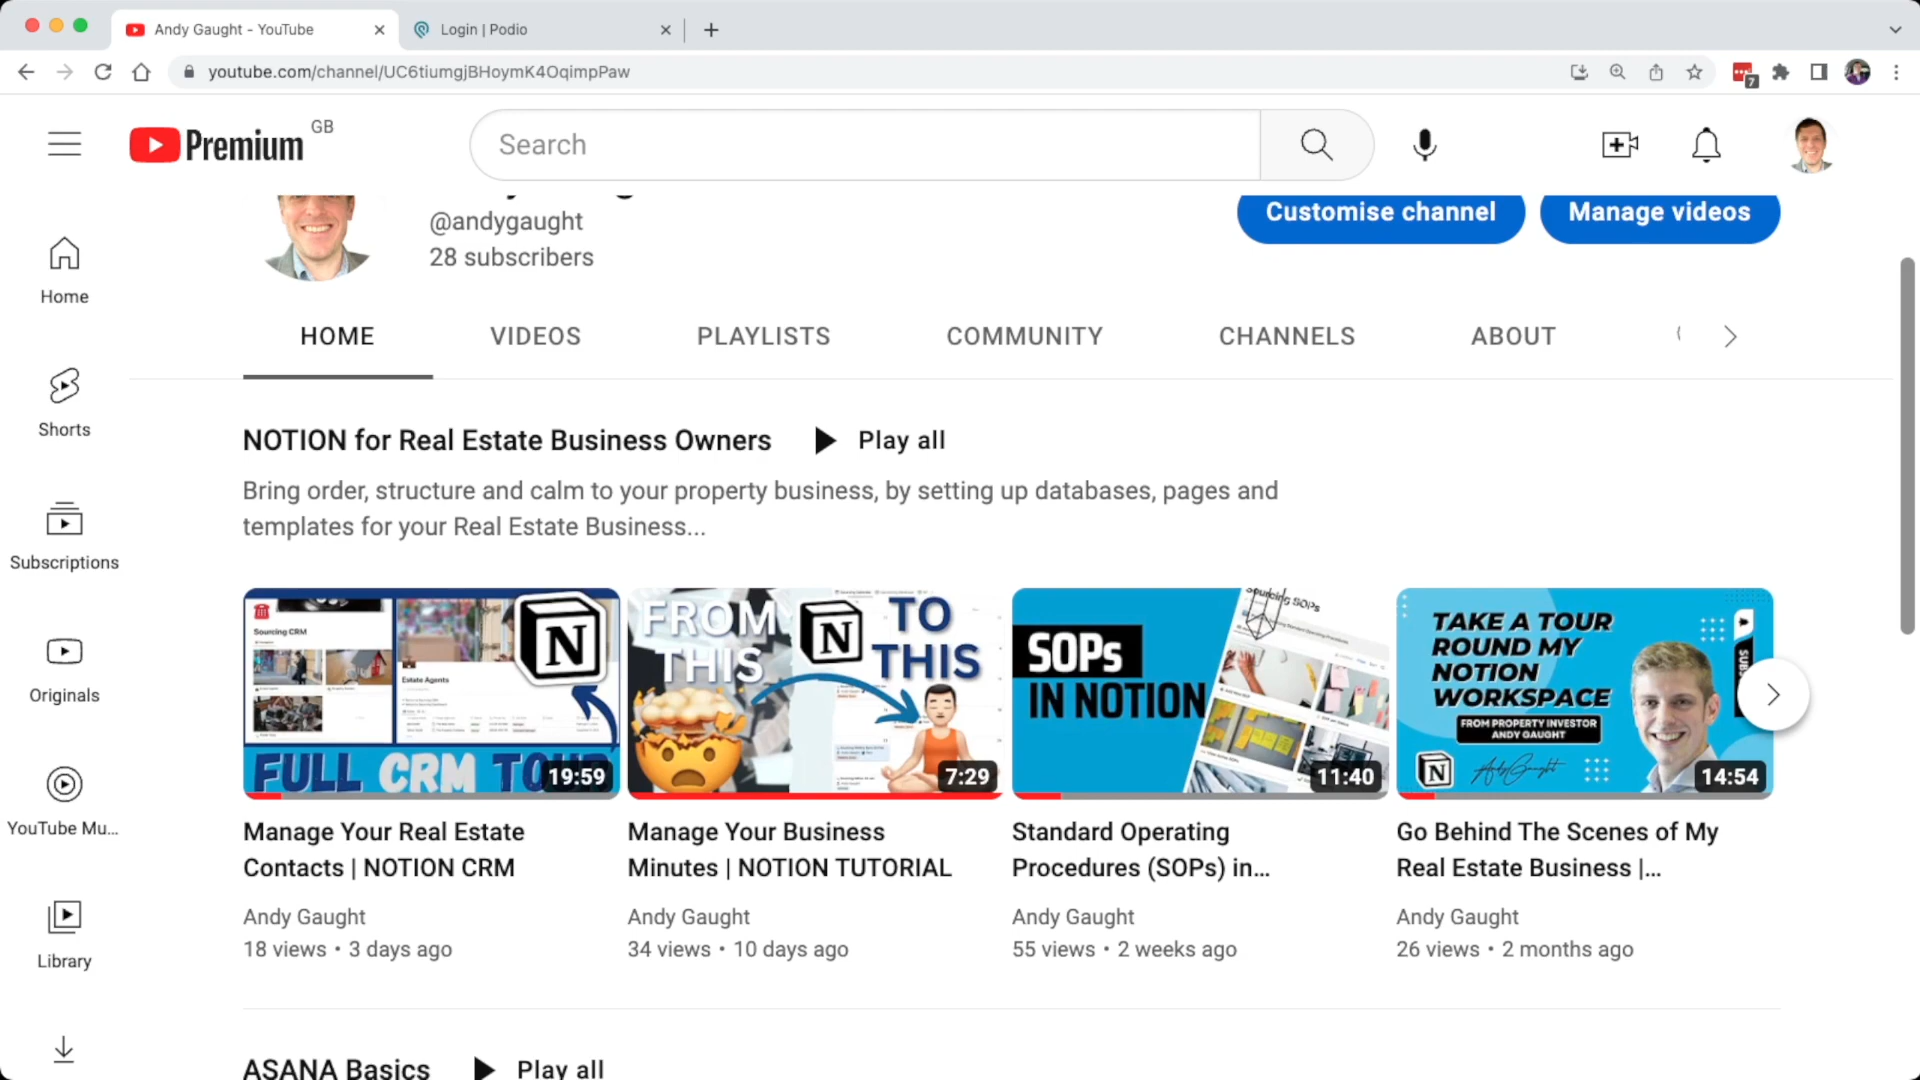 Andy Gaught - YouTube
Login | Podio
youtube.com/channel/UC6tiumgjBHoymK4OqimpPaw
7
Premium
GB
Search
@andygaught
28 subscribers
Customise channel
Manage videos
Home
Shorts
Subscriptions
Originals
YouTube Mu...
Library
HOME
VIDEOS
PLAYLISTS
COMMUNITY
CHANNELS
ABOUT
NOTION for Real Estate Business Owners
Play all
Bring order, structure and calm to your property business, by setting up databases, pages and
templates for your Real Estate Business...
Sourcing CRM
Estate Agents
N
FULL CRM TOUR
19:59
FROM
THIS
N
TO
THIS
7:29
Sourcing SOPs
SOPs
IN NOTION
11:40
TAKE A TOUR
ROUND MY
NOTION
WORKSPACE
FROM PROPERTY INVESTOR
ANDY GAUGHT
N
SUB
14:54
Manage Your Real Estate
Contacts | NOTION CRM
Andy Gaught
18 views • 3 days ago
Manage Your Business
Minutes | NOTION TUTORIAL
Andy Gaught
34 views • 10 days ago
Standard Operating
Procedures (SOPs) in...
Andy Gaught
55 views • 2 weeks ago
Go Behind The Scenes of My
Real Estate Business |...
Andy Gaught
26 views • 2 months ago
ASANA Basics
Play all